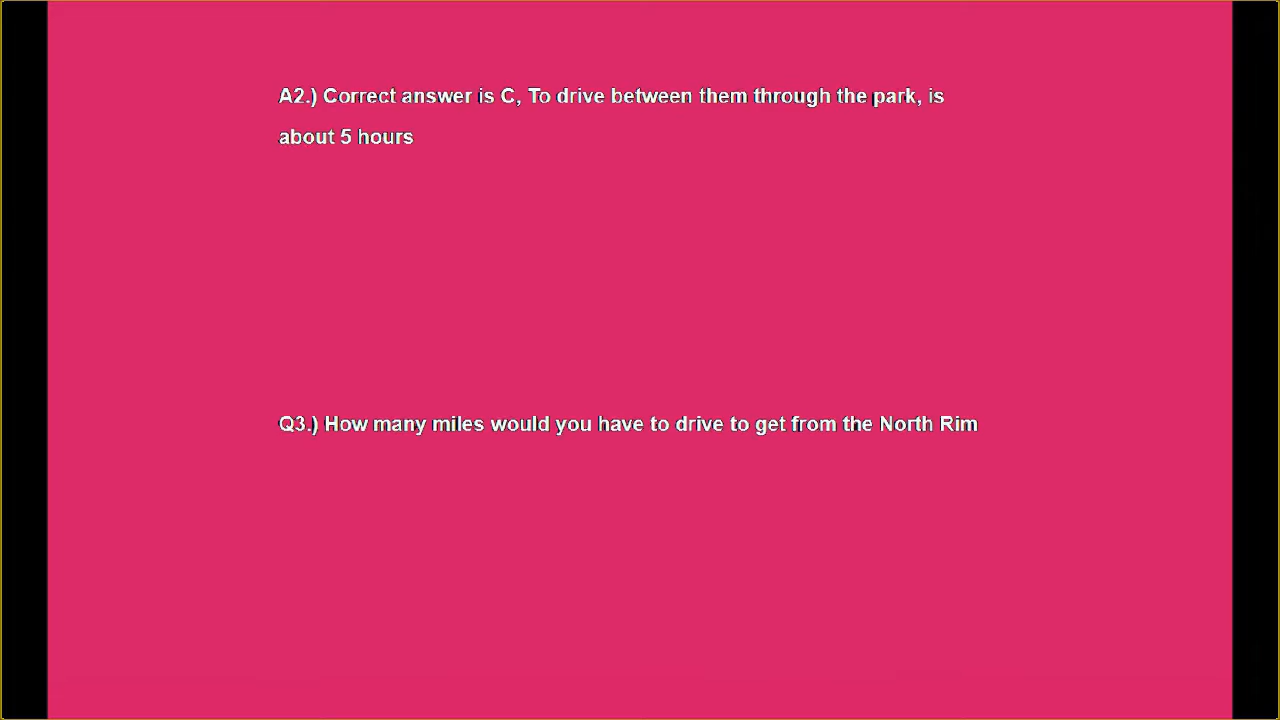 A2.) Correct answer is C, To drive between them through the park, is
about 5 hours
Q3.) How many miles would you have to drive to get from the North Rim